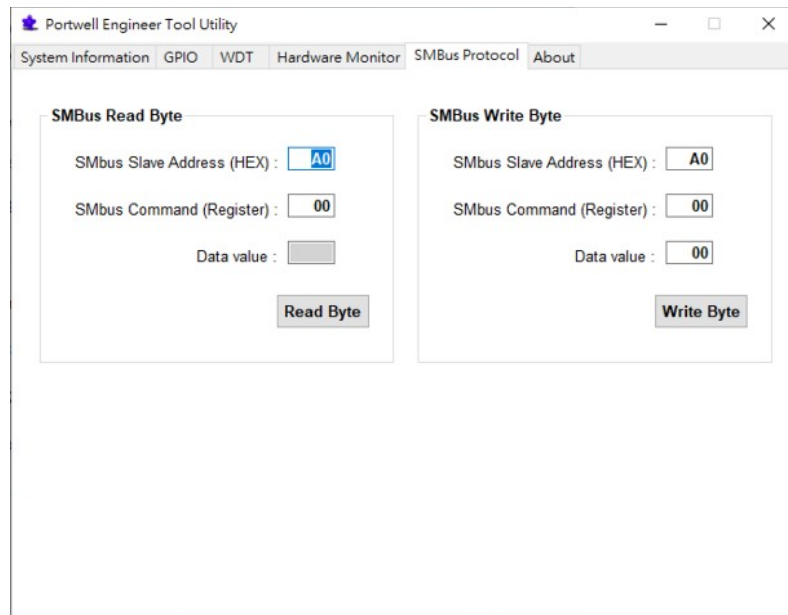 Portwell Engineer Tool Utility
System Information GPIO WDT Hardware Monitor SMBus Protocol About
SMBus Read Byte
SMbus Slave Address (HEX) : A0
SMbus Command (Register) : 00
Data value :
Read Byte
SMBus Write Byte
SMbus Slave Address (HEX) : A0
SMbus Command (Register) : 00
Data value : 00
Write Byte